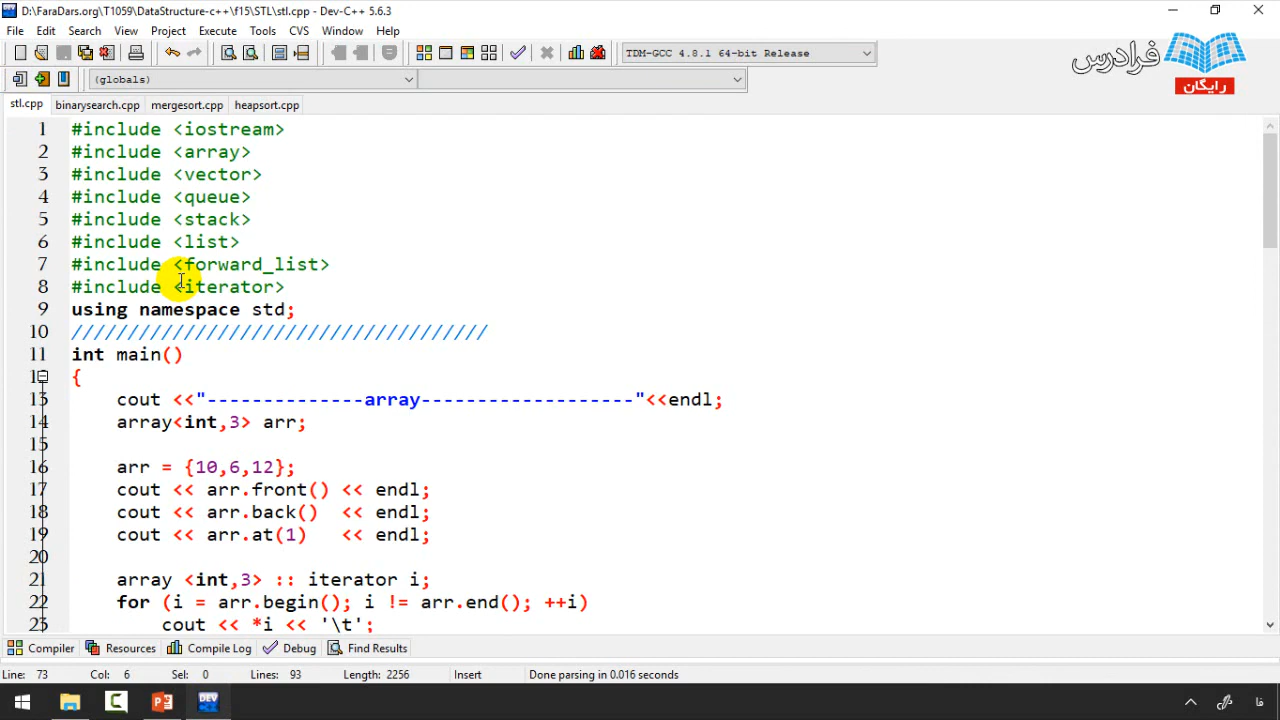 D:\FaraDars.org\T1059\DataStructure-c++\f15\STL\stl.cpp - Dev-C++ 5.6.3
File Edit Search View Project Execute Tools CVS Window Help
TDM-GCC 4.8.1 64-bit Release
فرادرس
رایگان
(globals)
stl.cpp binarysearch.cpp mergesort.cpp heapsort.cpp
1 #include <iostream>
2 #include <array>
3 #include <vector>
4 #include <queue>
5 #include <stack>
6 #include <list>
7 #include <forward_list>
8 #include <iterator>
9 using namespace std;
10 /////////////////////////////////////
11 int main()
12 {
13 cout <<"--------------array-------------------"<<endl;
14 array<int,3> arr;
15
16 arr = {10,6,12};
17 cout << arr.front() << endl;
18 cout << arr.back() << endl;
19 cout << arr.at(1) << endl;
20
21 array <int,3> :: iterator i;
22 for (i = arr.begin(); i != arr.end(); ++i)
23 cout << *i << '\t';
Compiler Resources Compile Log Debug Find Results
Line: 73 Col: 6 Sel: 0 Lines: 93 Length: 2256 Insert Done parsing in 0.016 seconds
DEV فا